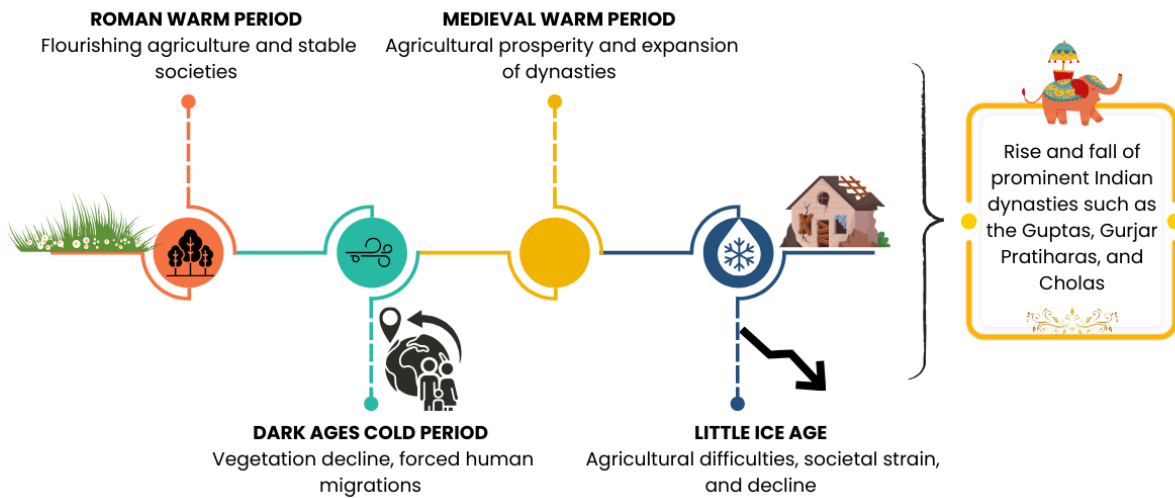 ROMAN WARM PERIOD
Flourishing agriculture and stable
societies
MEDIEVAL WARM PERIOD
Agricultural prosperity and expansion
of dynasties
DARK AGES COLD PERIOD
Vegetation decline, forced human
migrations
LITTLE ICE AGE
Agricultural difficulties, societal strain,
and decline
Rise and fall of
prominent Indian
dynasties such as
the Guptas, Gurjar
Pratiharas, and
Cholas